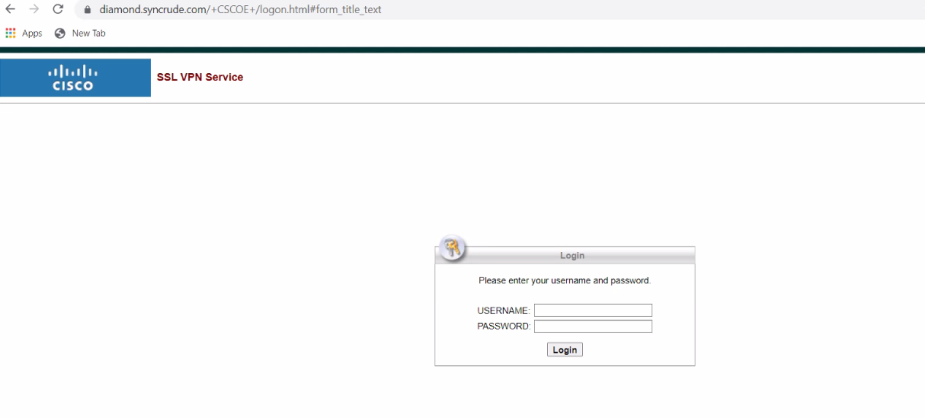 diamond.syncrude.com/+CSCOE+/logon.html#form_title_text
Apps New Tab
CISCO SSL VPN Service
Login
Please enter your username and password.
USERNAME:
PASSWORD:
Login